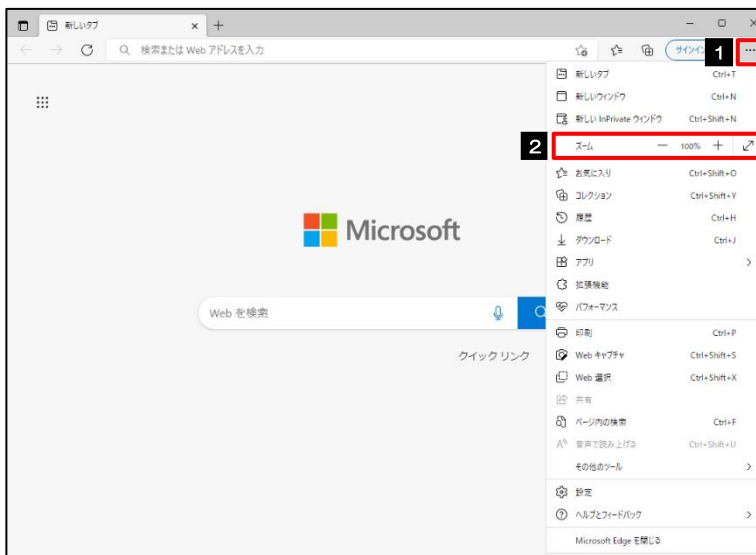 新しいタブ
検索または Web アドレスを入力
サインイン
1
新しいタブ Ctrl+T
新しいウィンドウ Ctrl+N
新しい InPrivate ウィンドウ Ctrl+Shift+N
2
ズーム — 100% +
お気に入り Ctrl+Shift+O
コレクション Ctrl+Shift+Y
履歴 Ctrl+H
ダウンロード Ctrl+J
アプリ
拡張機能
パフォーマンス
印刷 Ctrl+P
Web キャプチャ Ctrl+Shift+S
Web 選択 Ctrl+Shift+X
共有
ページ内の検索 Ctrl+F
音声で読み上げる Ctrl+Shift+U
その他のツール
設定
ヘルプとフィードバック
Microsoft Edge を閉じる
Microsoft
Web を検索
クイック リンク